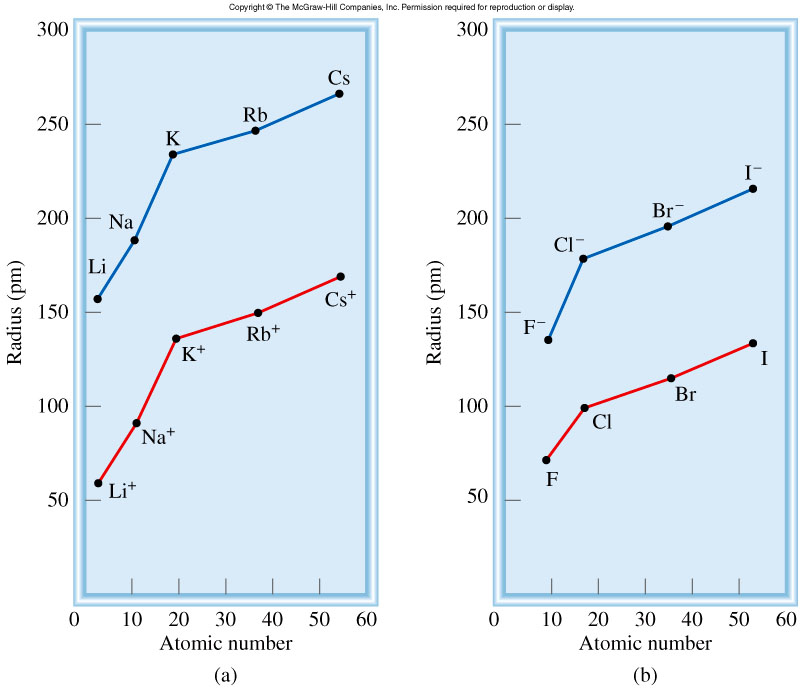 Copyright © The McGraw-Hill Companies, Inc. Permission required for reproduction or display.
300
250
200
150
100
50
0 10 20 30 40 50 60
Radius (pm)
Atomic number
Li
Na
K
Rb
Cs
Li⁺
Na⁺
K⁺
Rb⁺
Cs⁺
(a)
300
250
200
150
100
50
0 10 20 30 40 50 60
Radius (pm)
Atomic number
F⁻
Cl⁻
Br⁻
I⁻
F
Cl
Br
I
(b)